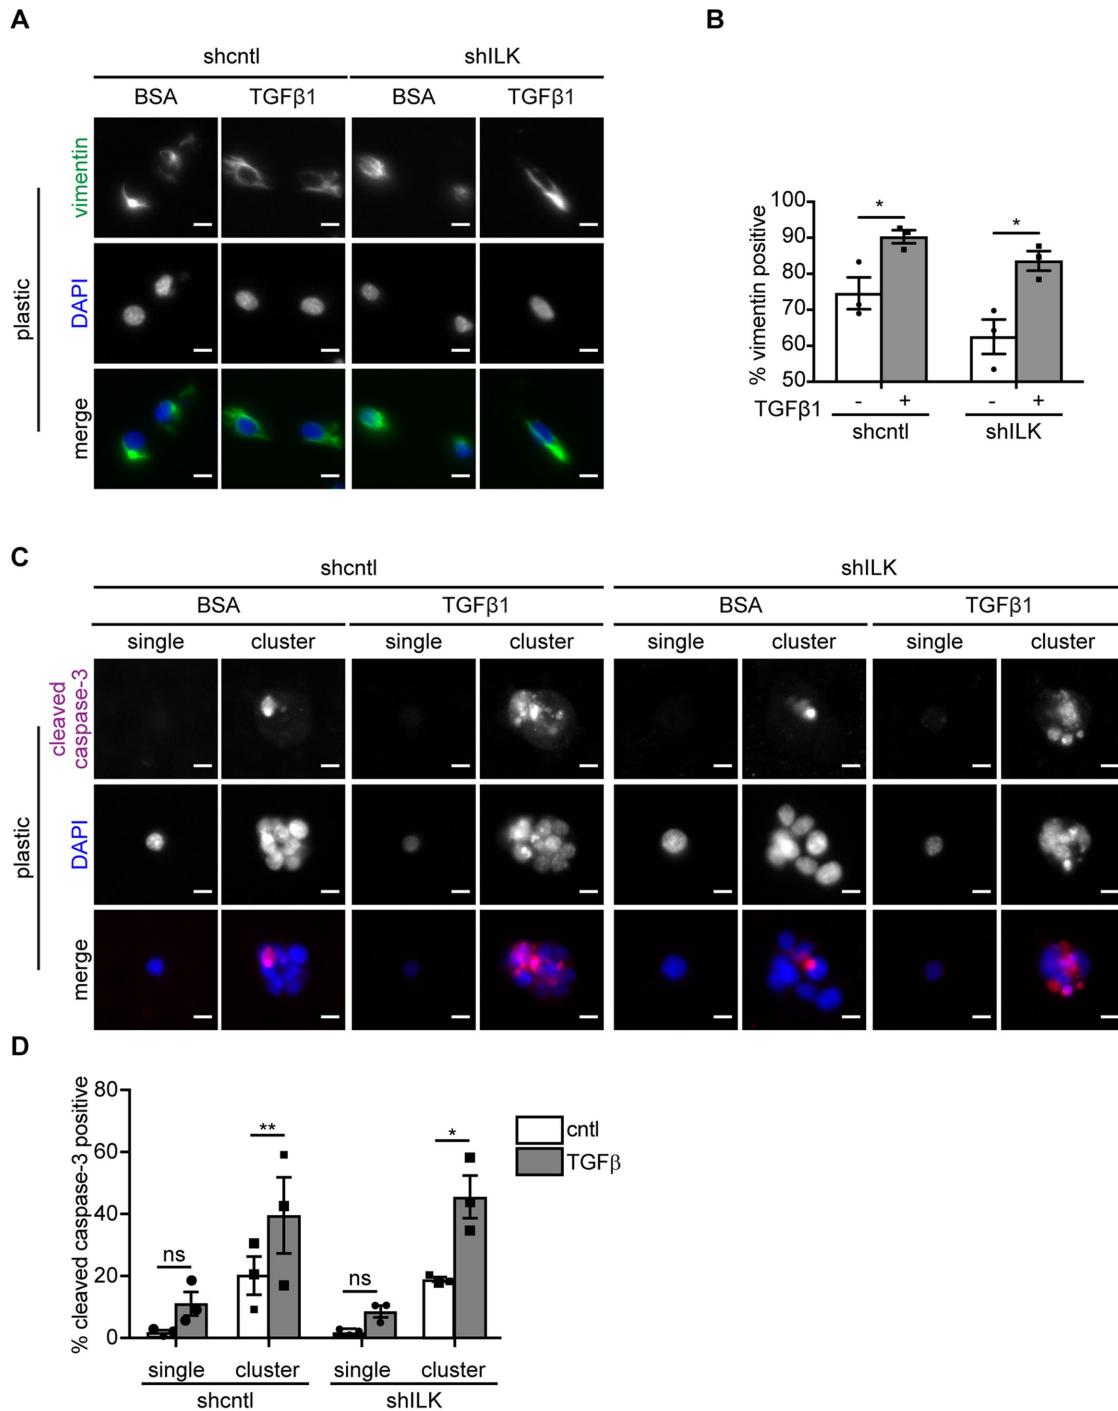 A
shcntl shILK
BSA TGFβ1 BSA TGFβ1
vimentin
DAPI
merge
plastic
B
% vimentin positive
100
90
80
70
60
50
* *
TGFβ1 - + - +
shcntl shILK
C
shcntl shILK
BSA TGFβ1 BSA TGFβ1
single cluster single cluster single cluster single cluster
cleaved
caspase-3
DAPI
merge
plastic
D
% cleaved caspase-3 positive
80
60
40
20
0
ns ** ns *
cntl
TGFβ
single cluster single cluster
shcntl shILK